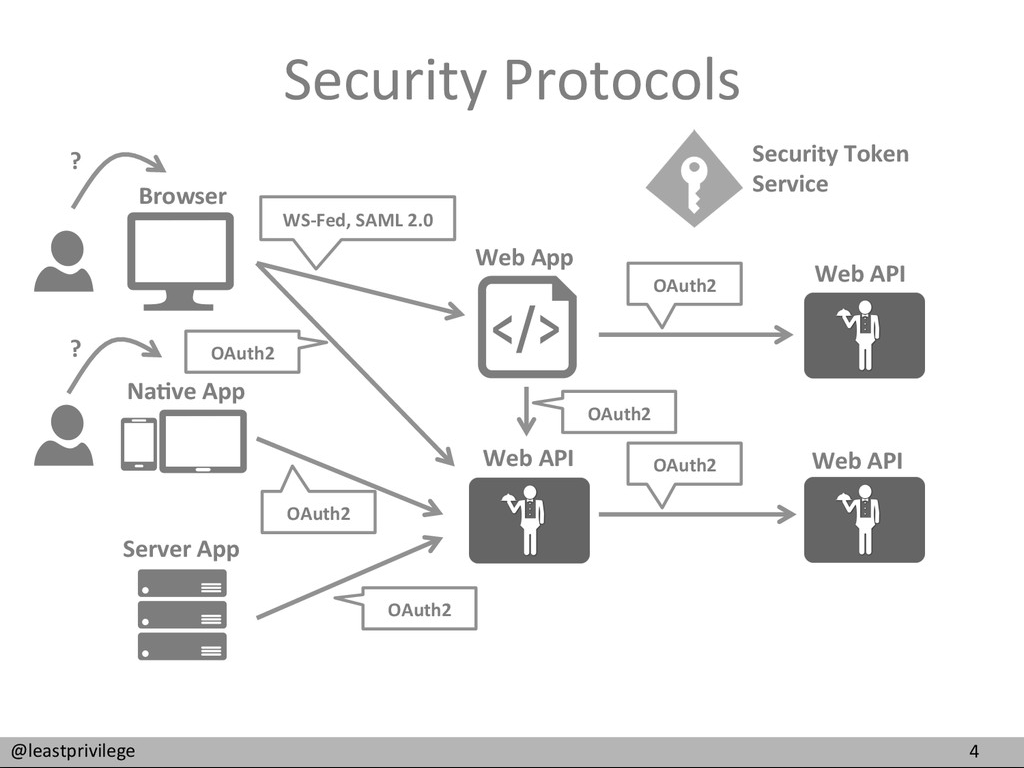 Security Protocols
?
Browser
WS-Fed, SAML 2.0
Security Token
Service
Web App
</>
OAuth2
Web API
?
OAuth2
Native App
OAuth2
Web API
OAuth2
Web API
OAuth2
Server App
OAuth2
@leastprivilege
4